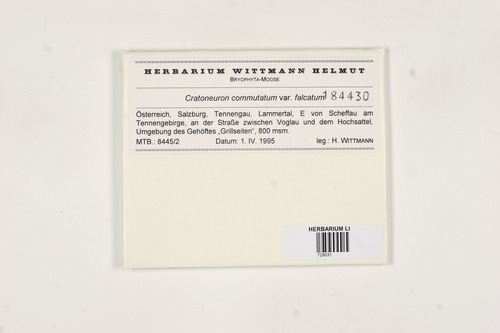 HERBARIUM WITTMANN HELMUT
BRYOPHYTA-MOOSE
Cratoneuron commutatum var. falcatum 184430
Österreich, Salzburg, Tennengau, Lammertal, E von Scheffau am
Tennengebirge, an der Straße zwischen Voglau und dem Hochsattel,
Umgebung des Gehöftes „Grillseiten“, 800 msm.
MTB.: 8445/2 Datum: 1. IV. 1995 leg.: H. WITTMANN
HERBARIUM LI
729031